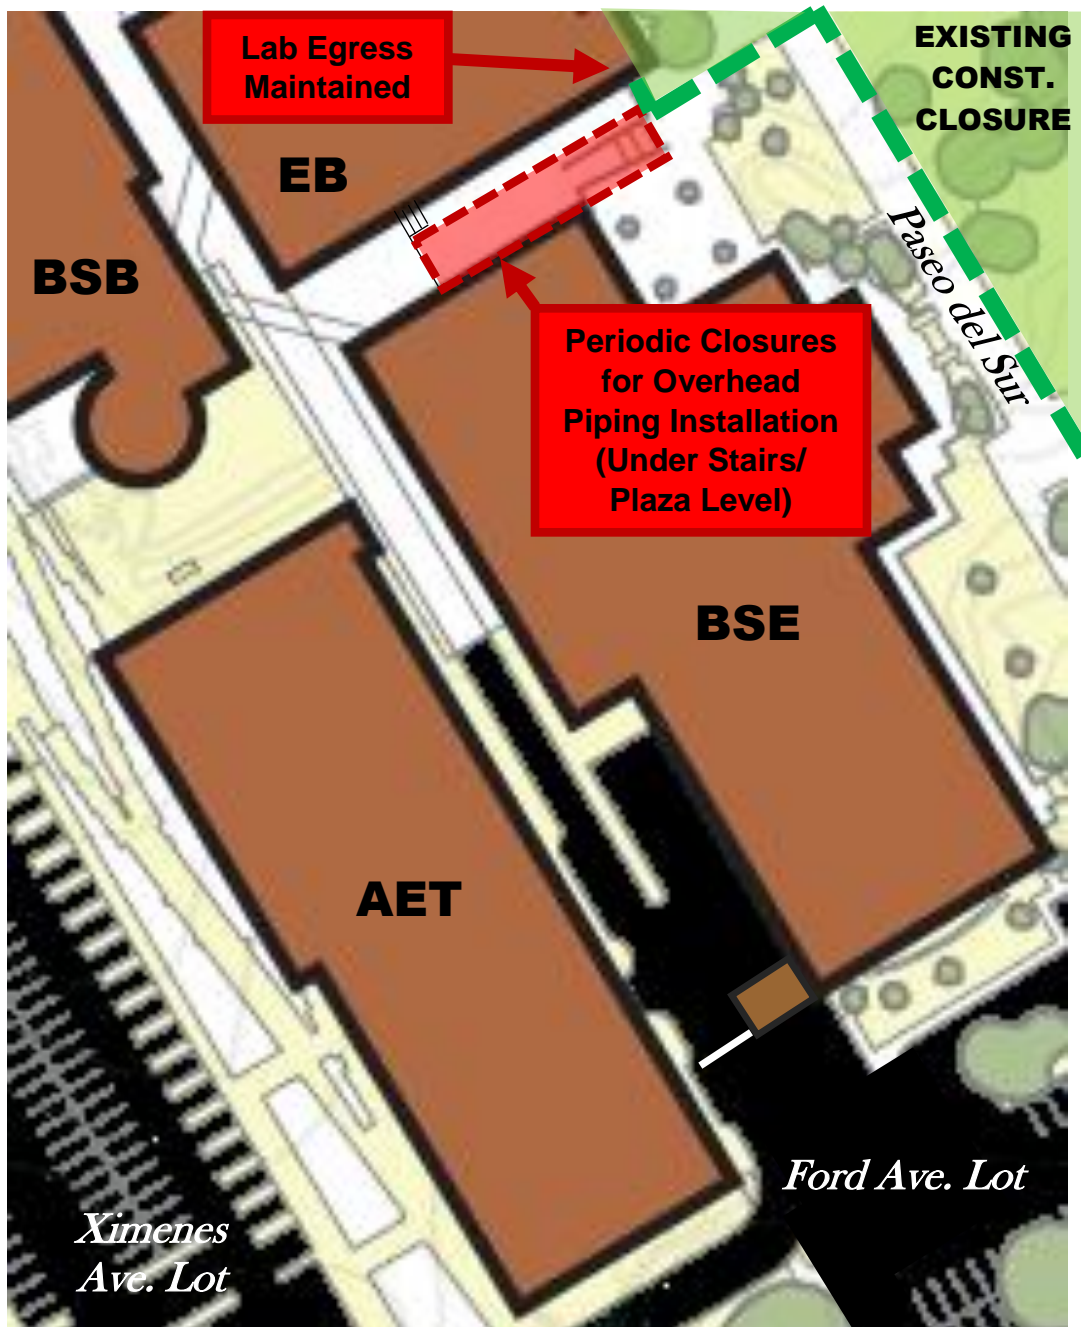 Lab Egress
Maintained
EXISTING
CONST.
CLOSURE
EB
BSB
Paseo del Sur
Periodic Closures
for Overhead
Piping Installation
(Under Stairs/
Plaza Level)
BSE
AET
Ford Ave. Lot
Ximenes
Ave. Lot